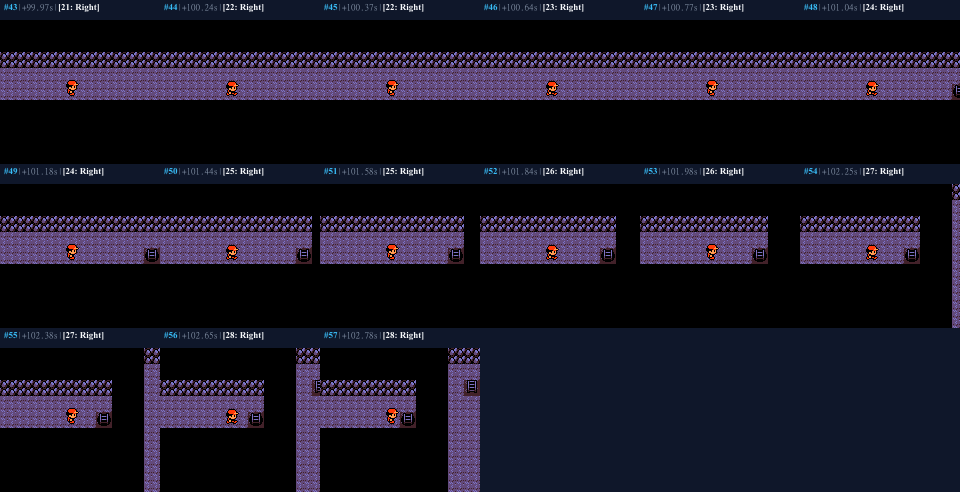 #43|+99.97s|[21: Right]
#44|+100.24s|[22: Right]
#45|+100.37s|[22: Right]
#46|+100.64s|[23: Right]
#47|+100.77s|[23: Right]
#48|+101.04s|[24: Right]
#49|+101.18s|[24: Right]
#50|+101.44s|[25: Right]
#51|+101.58s|[25: Right]
#52|+101.84s|[26: Right]
#53|+101.98s|[26: Right]
#54|+102.25s|[27: Right]
#55|+102.38s|[27: Right]
#56|+102.65s|[28: Right]
#57|+102.78s|[28: Right]